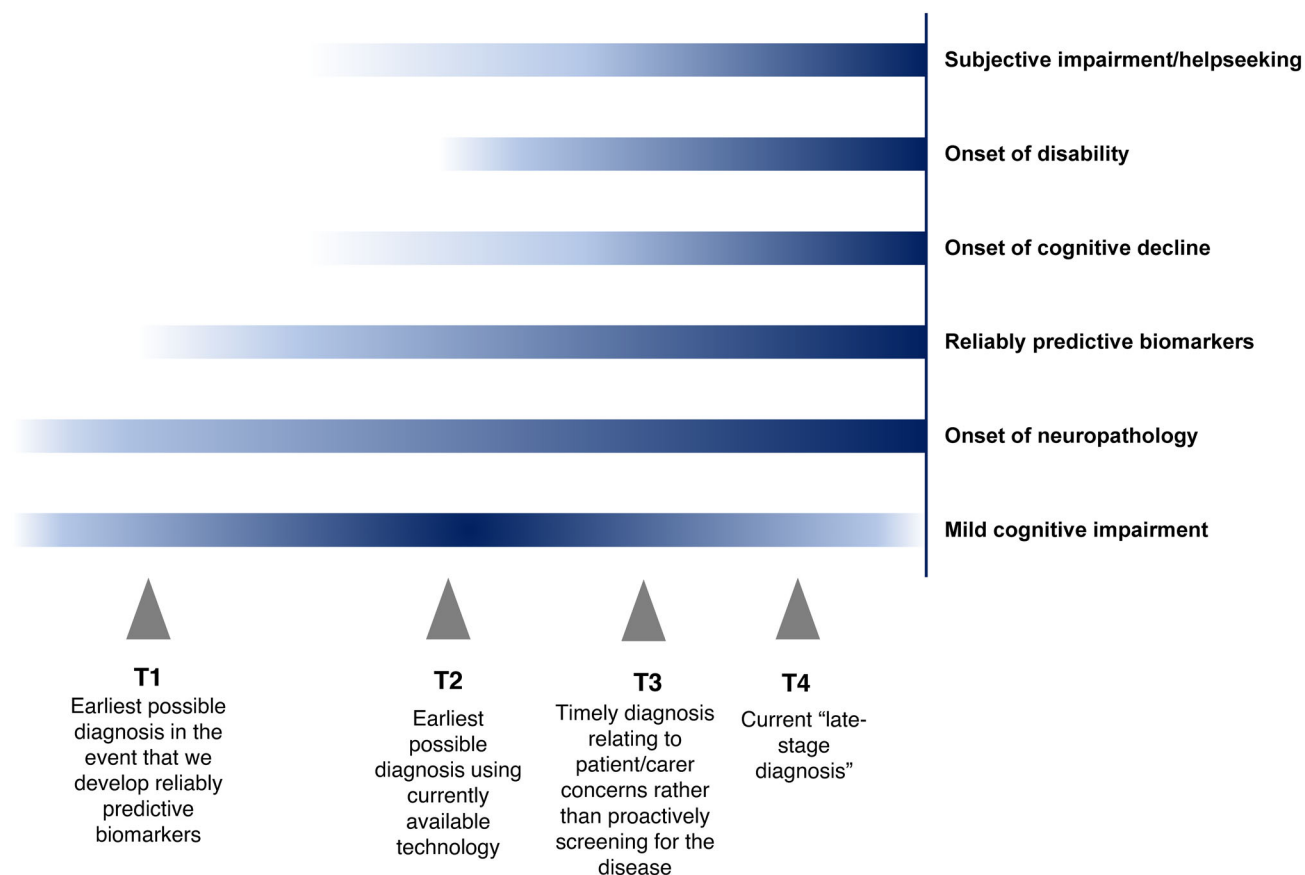 Subjective impairment/helpseeking
Onset of disability
Onset of cognitive decline
Reliably predictive biomarkers
Onset of neuropathology
Mild cognitive impairment
T1
Earliest possible
diagnosis in the
event that we
develop reliably
predictive
biomarkers
T2
Earliest
possible
diagnosis using
currently
available
technology
T3
Timely diagnosis
relating to
patient/carer
concerns rather
than proactively
screening for the
disease
T4
Current “late-
stage
diagnosis”